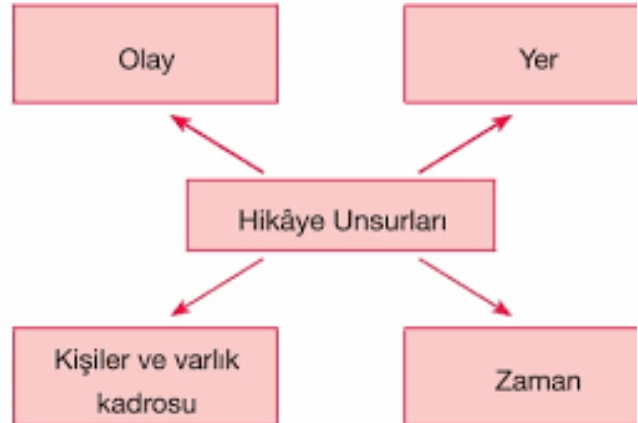 Olay
Yer
Hikâye Unsurları
Kişiler ve varlık
kadrosu
Zaman